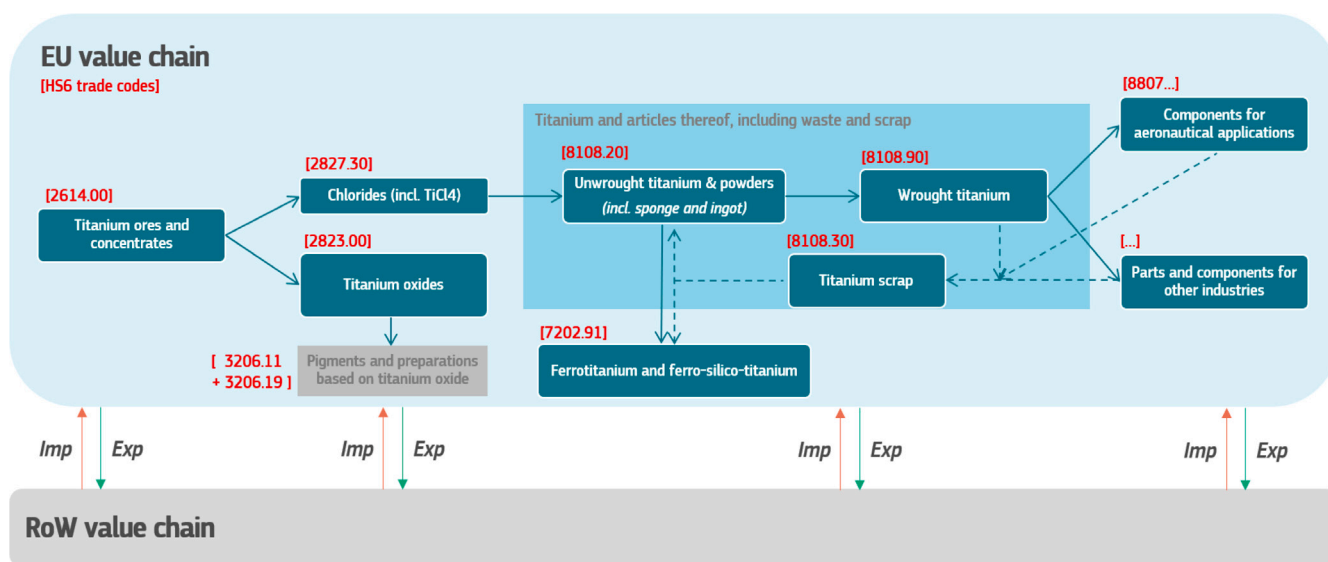 EU value chain
[HS6 trade codes]
[8807...]
Components for
aeronautical applications
Titanium and articles thereof, including waste and scrap
[2827.30]
[8108.20]
[8108.90]
Chlorides (incl. TiCl4)
Unwrought titanium & powders
(incl. sponge and ingot)
Wrought titanium
[2614.00]
Titanium ores and
concentrates
[2823.00]
Titanium oxides
[8108.30]
Titanium scrap
[...]
Parts and components for
other industries
[ 3206.11
+ 3206.19 ]
Pigments and preparations
based on titanium oxide
[7202.91]
Ferrotitanium and ferro-silico-titanium
Imp Exp Imp Exp Imp Exp Imp Exp
RoW value chain